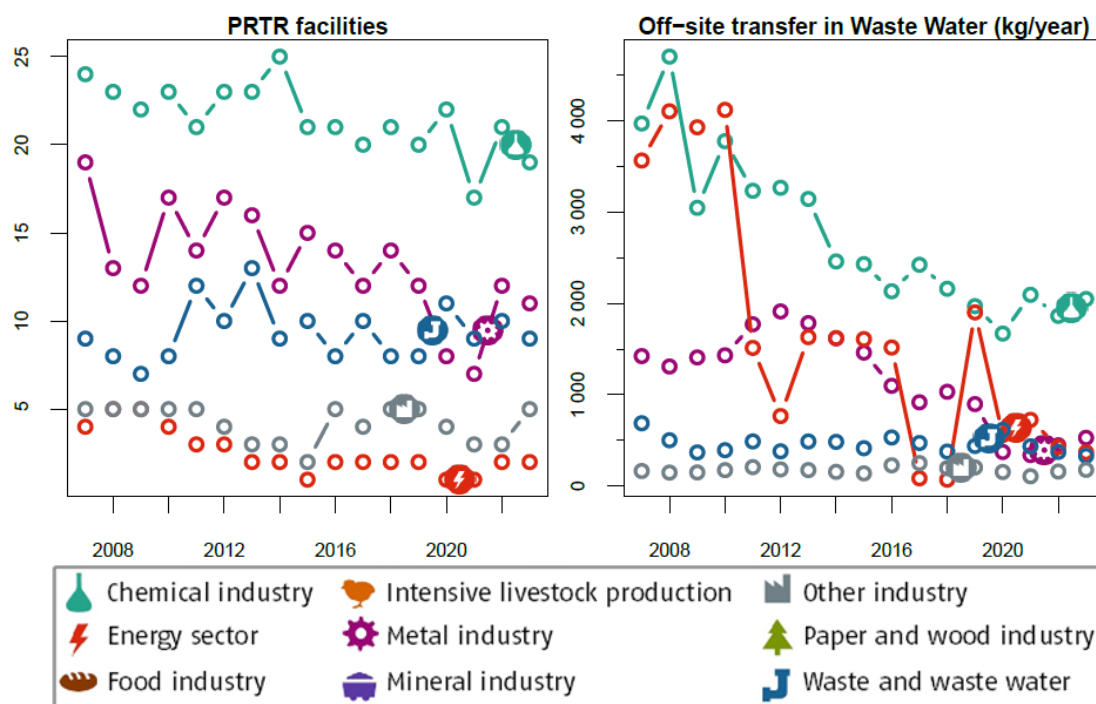 PRTR facilities
Off−site transfer in Waste Water (kg/year)
25
20
15
10
5
2008 2012 2016 2020
4 000
3 000
2 000
1 000
0
2008 2012 2016 2020
Chemical industry Intensive livestock production Other industry
Energy sector Metal industry Paper and wood industry
Food industry Mineral industry Waste and waste water